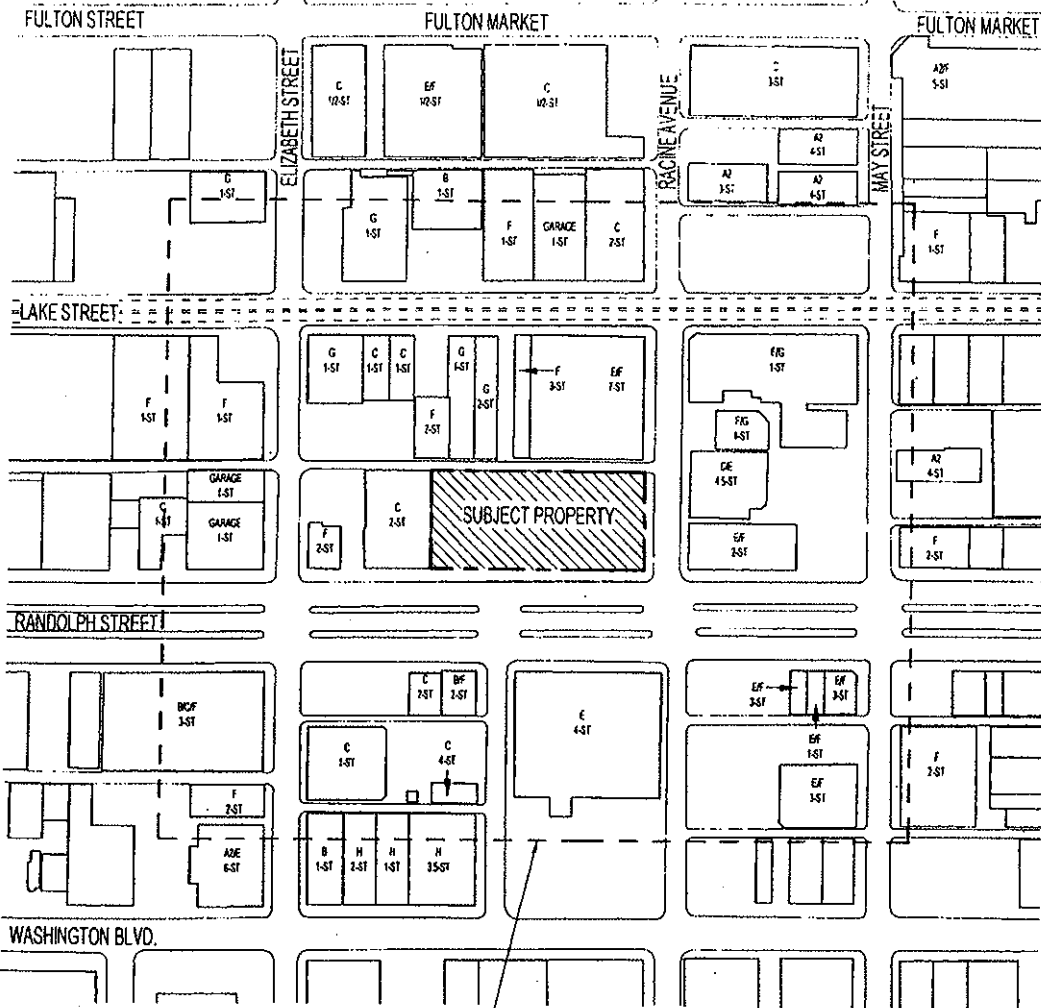 FULTON STREET
FULTON MARKET
FULTON MARKET
ELIZABETH STREET
RACINE AVENUE
MAY STREET
C
1/2-ST
E/F
1/2-ST
C
1/2-ST
3-ST
A2/F
5-ST
A2
4-ST
G
1-ST
G
1-ST
B
1-ST
F
1-ST
GARAGE
1-ST
C
2-ST
A2
3-ST
A2
4-ST
F
1-ST
LAKE STREET
F
1-ST
F
1-ST
G
1-ST
C
1-ST
C
1-ST
G
1-ST
G
2-ST
F
2-ST
F
3-ST
E/F
7-ST
E/G
1-ST
F/G
A2
4-ST
GARAGE
1-ST
GARAGE
1-ST
F
2-ST
C
2-ST
SUBJECT PROPERTY
4.5-ST
E/F
2-ST
F
2-ST
RANDOLPH STREET
B/C/F
3-ST
C
2-ST
B/F
2-ST
E
4-ST
E/F
3-ST
E/F
3-ST
E/F
1-ST
C
1-ST
C
4-ST
E/F
3-ST
F
2-ST
F
2-ST
A2/E
6-ST
B
1-ST
H
2-ST
H
1-ST
H
3.5-ST
WASHINGTON BLVD.